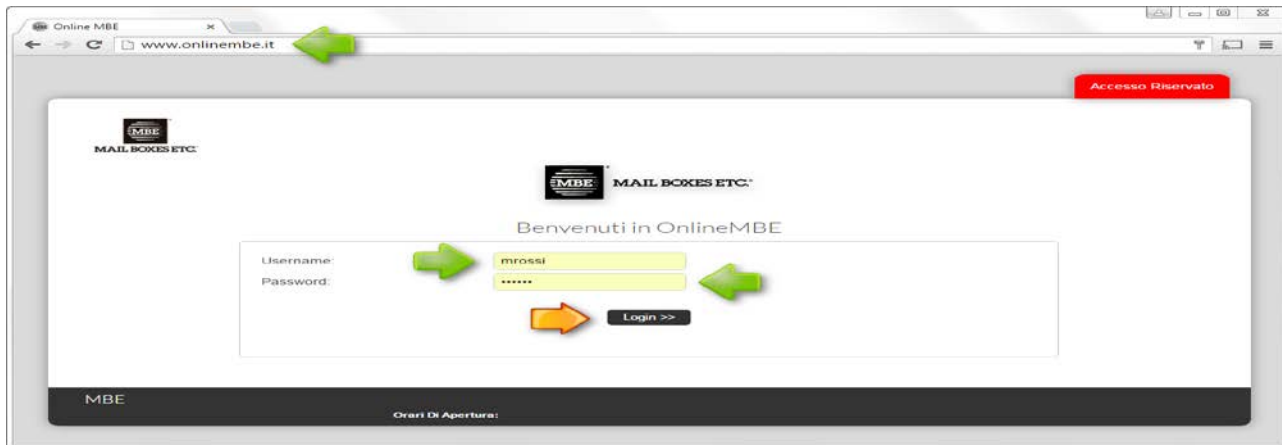 Online MBE
www.onlinembe.it
Accesso Riservato
MBE
MAIL BOXES ETC.
MBE MAIL BOXES ETC.
Benvenuti in OnlineMBE
Username:
mrossi
Password:
••••••
Login >>
MBE
Orari Di Apertura: